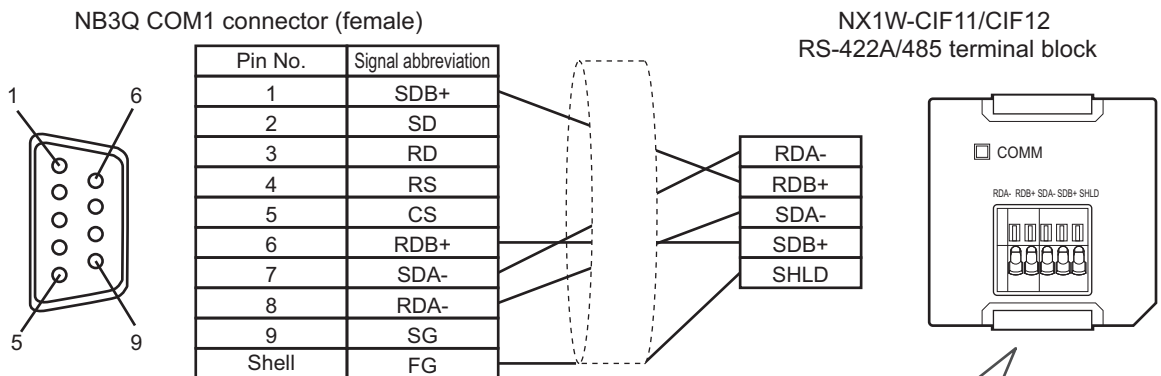 NB3Q COM1 connector (female)
NX1W-CIF11/CIF12
RS-422A/485 terminal block
Pin No. Signal abbreviation
1 SDB+
2 SD
3 RD
4 RS
5 CS
6 RDB+
7 SDA-
8 RDA-
9 SG
Shell FG
1 6
5 9
RDA-
RDB+
SDA-
SDB+
SHLD
COMM
RDA- RDB+ SDA- SDB+ SHLD